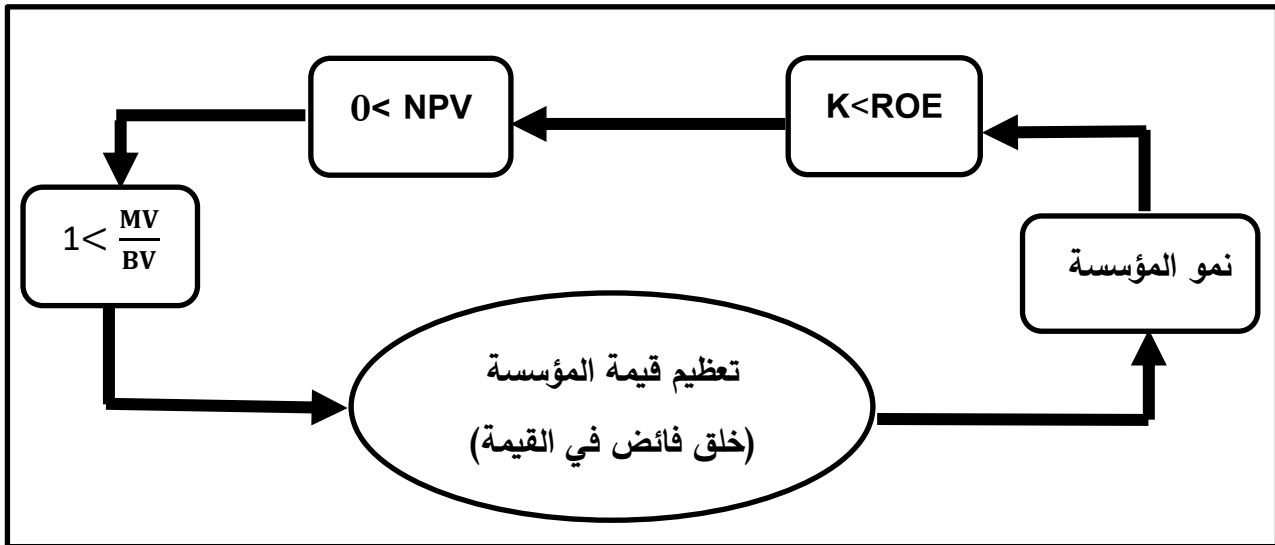 0< NPV
K<ROE
1< MV/BV
نمو المؤسسة
تعظيم قيمة المؤسسة
(خلق فائض في القيمة)